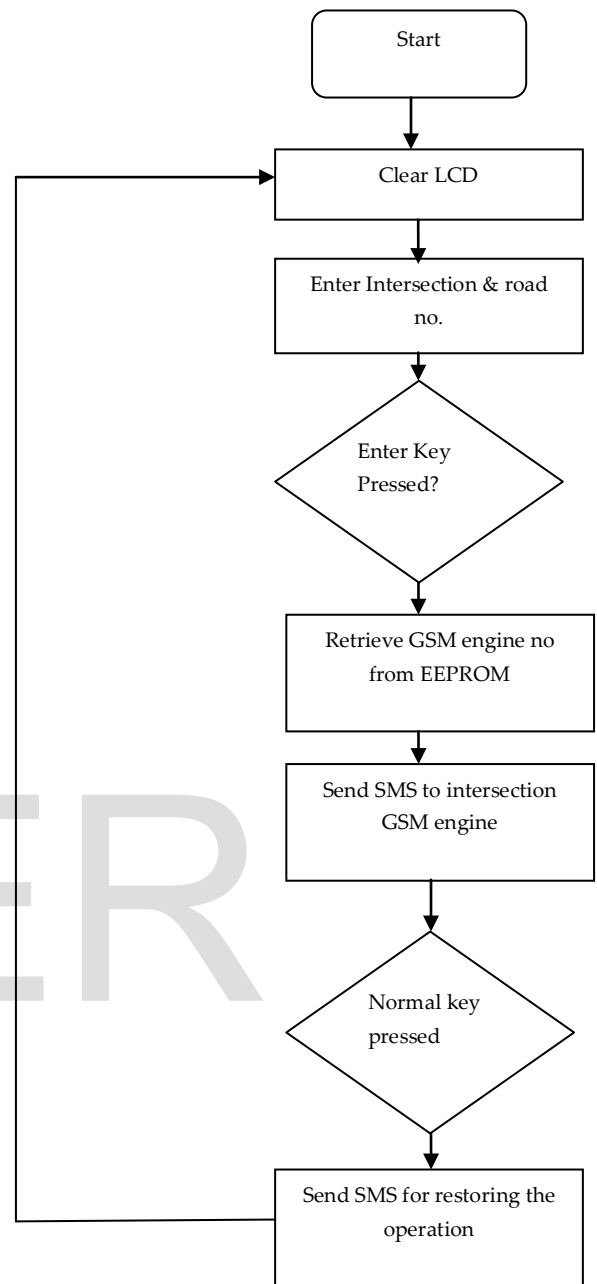 Start
Clear LCD
Enter Intersection & road
no.
Enter Key
Pressed?
Retrieve GSM engine no
from EEPROM
Send SMS to intersection
GSM engine
ER
Normal key
pressed
Send SMS for restoring the
operation